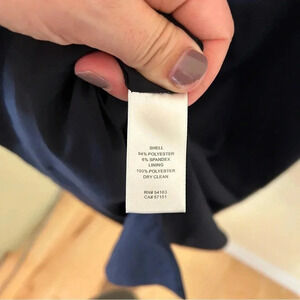 SHELL
94% POLYESTER
6% SPANDEX
LINING
100% POLYESTER
DRY CLEAN
RN# 54163
CA# 57151